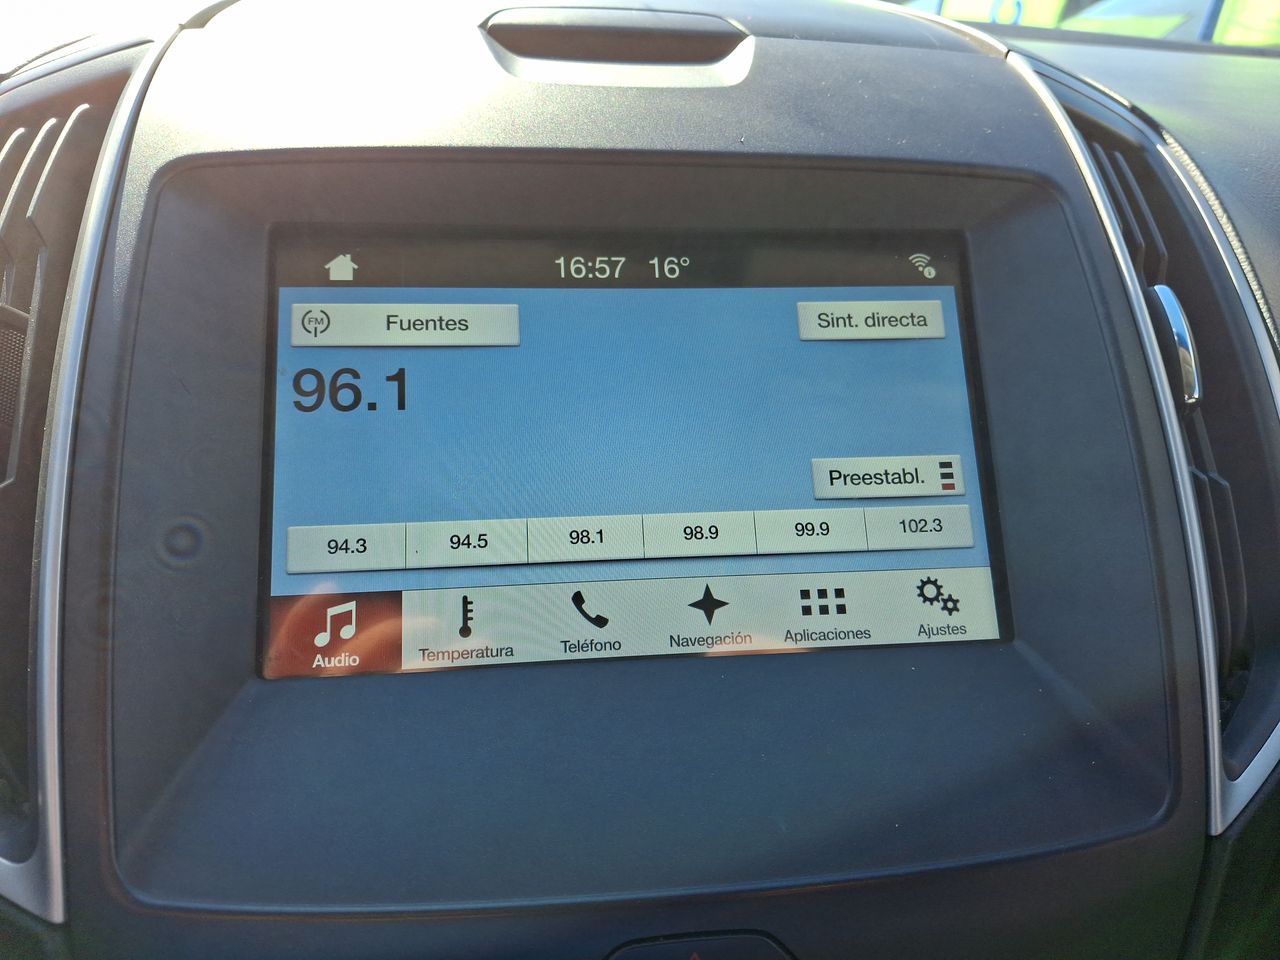 16:57 16°
FM Fuentes Sint. directa
96.1
Preestabl.
94.3 94.5 98.1 98.9 99.9 102.3
Audio Temperatura Teléfono Navegación Aplicaciones Ajustes